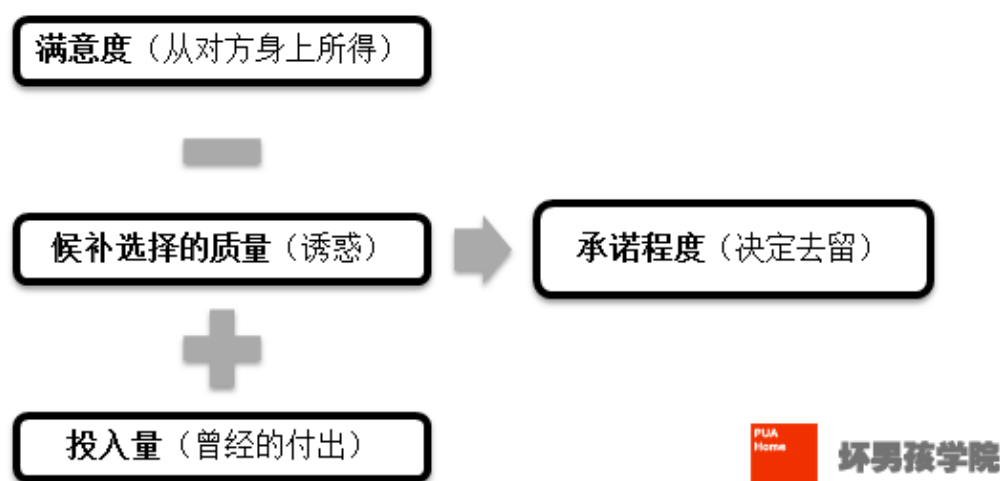 满意度（从对方身上所得）
候补选择的质量（诱惑）
承诺程度（决定去留）
投入量（曾经的付出）
PUA
Home
坏男孩学院